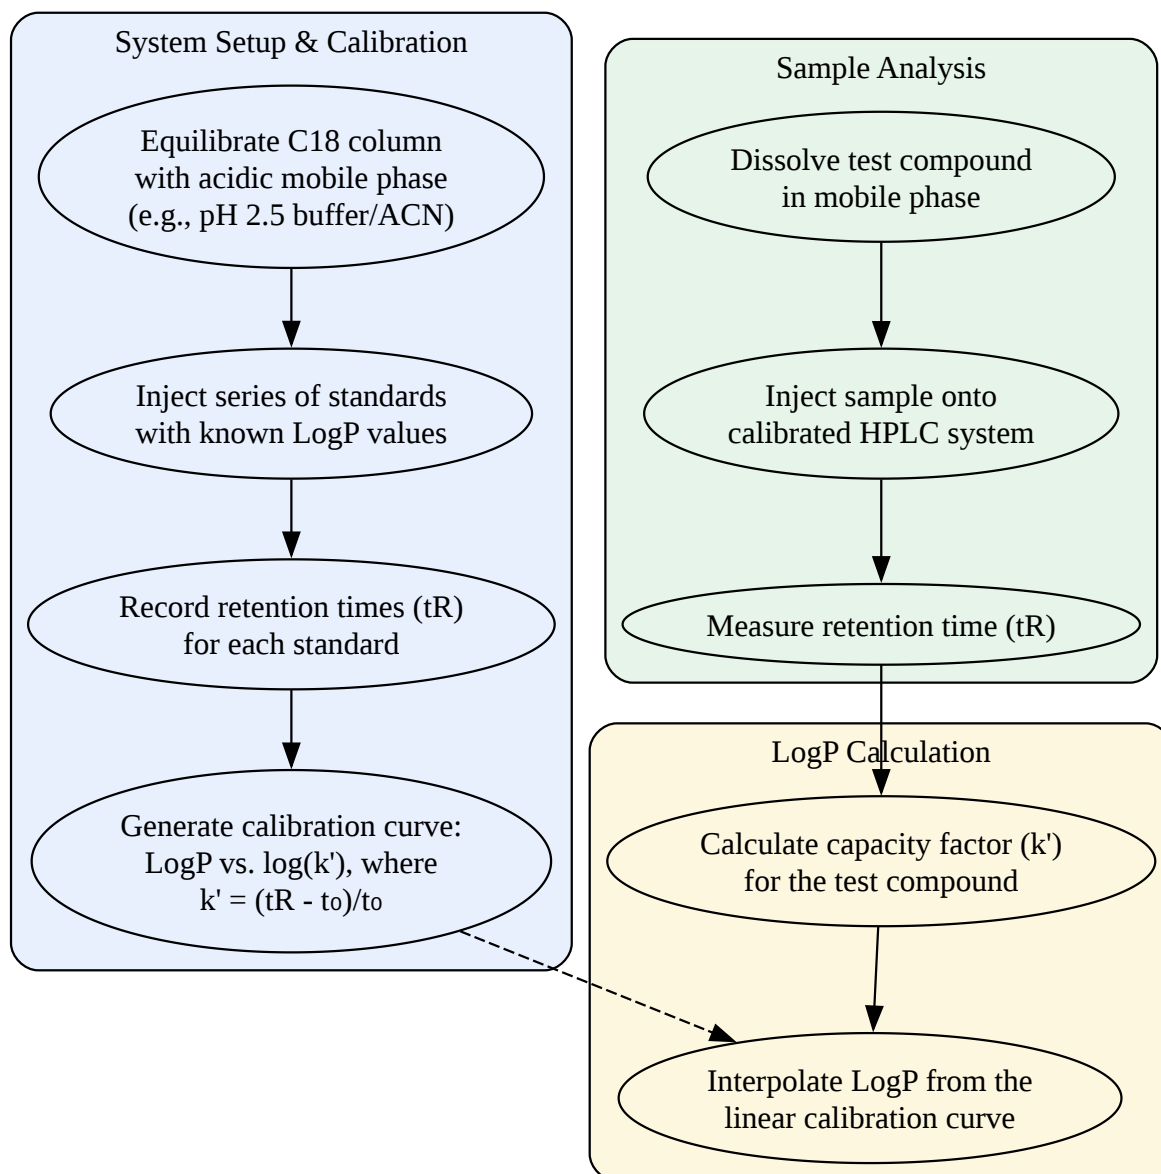 System Setup & Calibration
Equilibrate C18 column
with acidic mobile phase
(e.g., pH 2.5 buffer/ACN)
Inject series of standards
with known LogP values
Record retention times (tR)
for each standard
Generate calibration curve:
LogP vs. log(k'), where
k' = (tR - t₀)/t₀
Sample Analysis
Dissolve test compound
in mobile phase
Inject sample onto
calibrated HPLC system
Measure retention time (tR)
LogP Calculation
Calculate capacity factor (k')
for the test compound
Interpolate LogP from the
linear calibration curve